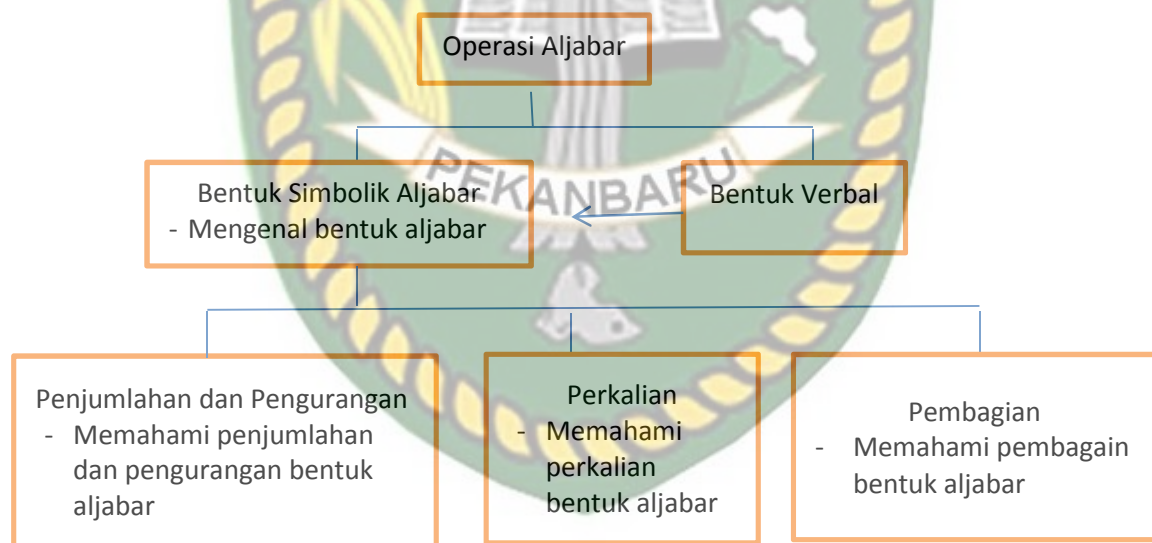 Operasi Aljabar
PEKANBARU
Bentuk Simbolik Aljabar
- Mengenal bentuk aljabar
Bentuk Verbal
Penjumlahan dan Pengurangan
- Memahami penjumlahan
dan pengurangan bentuk
aljabar
Perkalian
- Memahami
perkalian
bentuk aljabar
Pembagian
- Memahami pembagain
bentuk aljabar